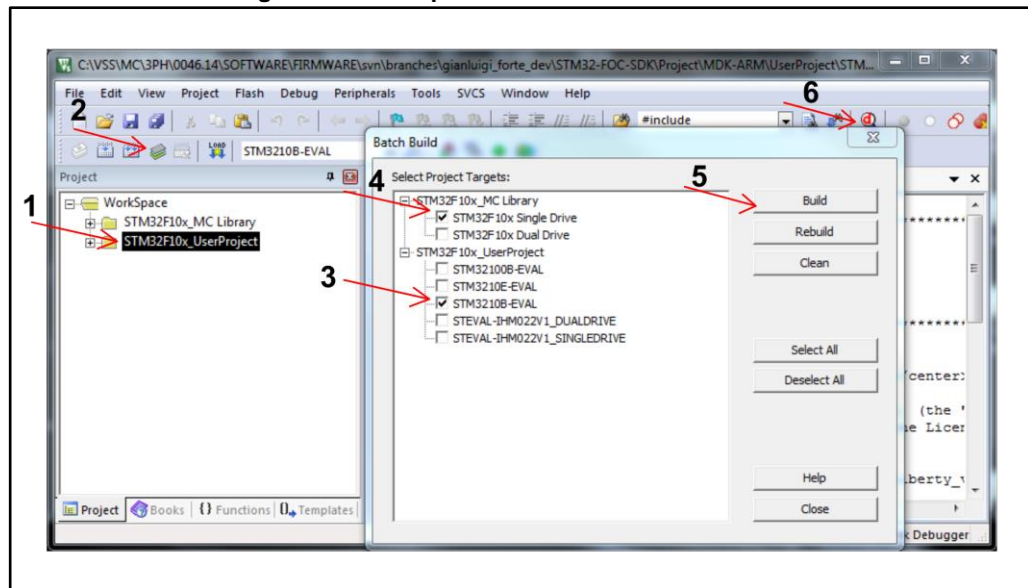 C:\VSS\MC\3PH\0046.14\SOFTWARE\FIRMWARE\svn\branches\gianluigi_forte_dev\STM32-FOC-SDK\Project\MDK-ARM\UserProject\STM...
File Edit View Project Flash Debug Peripherals Tools SVCS Window Help
6
2
#include
LOAD
STM3210B-EVAL
Batch Build
Project
Select Project Targets:
4
5
1
WorkSpace
STM32F10x_MC Library
STM32F10x_UserProject
STM32F10x_MC Library
STM32F10x Single Drive
STM32F10x Dual Drive
STM32F10x_UserProject
STM32100B-EVAL
STM3210E-EVAL
3
STM3210B-EVAL
STEVAL-IHM022V1_DUALDRIVE
STEVAL-IHM022V1_SINGLEDRIVE
Build
Rebuild
Clean
Select All
Deselect All
Help
Close
/center>
(the '
e Licen
.berty_v
Project Books {} Functions 0 Templates
Debugger